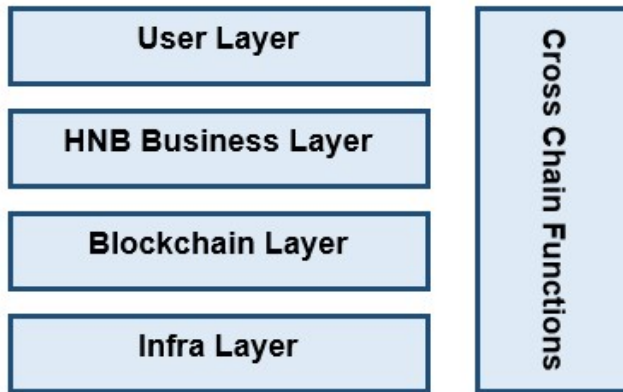 User Layer
HNB Business Layer
Blockchain Layer
Infra Layer
Cross Chain Functions